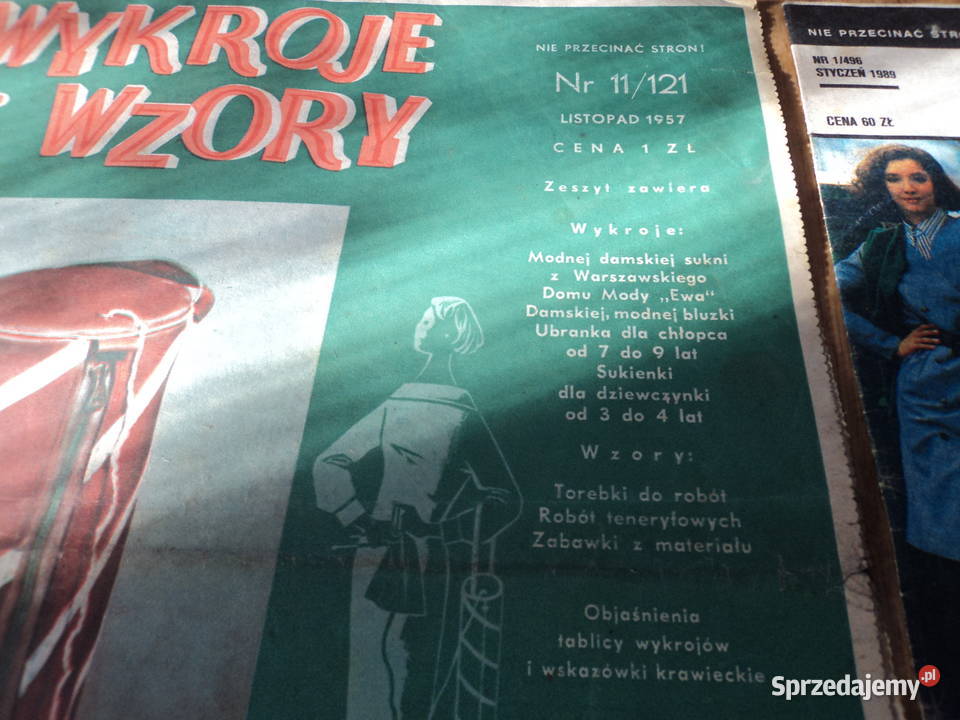 WYKROJE
WZORY
NIE PRZECINAĆ STRON!
Nr 11/121
LISTOPAD 1957
CENA 1 ZŁ
Zeszyt zawiera
Wykroje:
Modnej damskiej sukni
z Warszawskiego
Domu Mody „Ewa"
Damskiej, modnej bluzki
Ubranka dla chłopca
od 7 do 9 lat
Sukienki
dla dziewczynki
od 3 do 4 lat
Wzory:
Torebki do robót
Robót teneryfowych
Zabawki z materiału
Objaśnienia
tablicy wykrojów
i wskazówki krawieckie
NIE PRZECINAĆ
NR 1/496
STYCZEŃ 1989
CENA 60 ZŁ
Sprzedajemy.pl